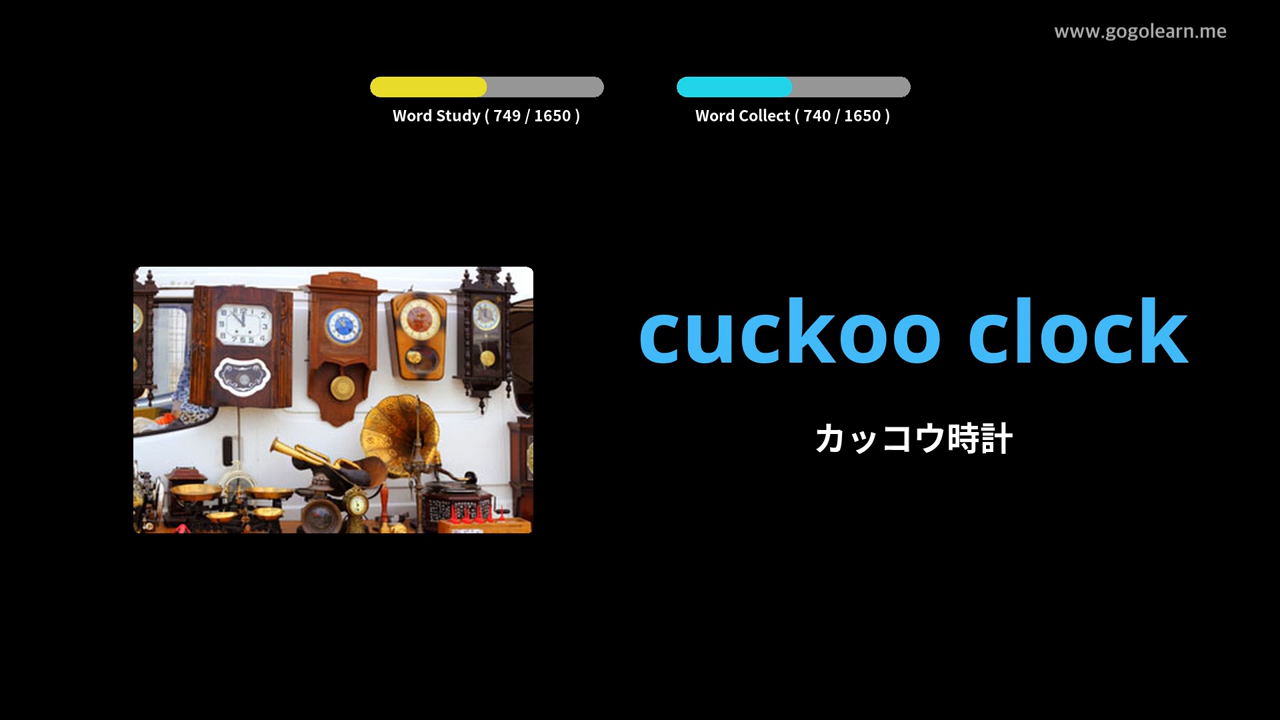 www.gogolearn.me
Word Study ( 749 / 1650 )
Word Collect ( 740 / 1650 )
cuckoo clock
カッコウ時計